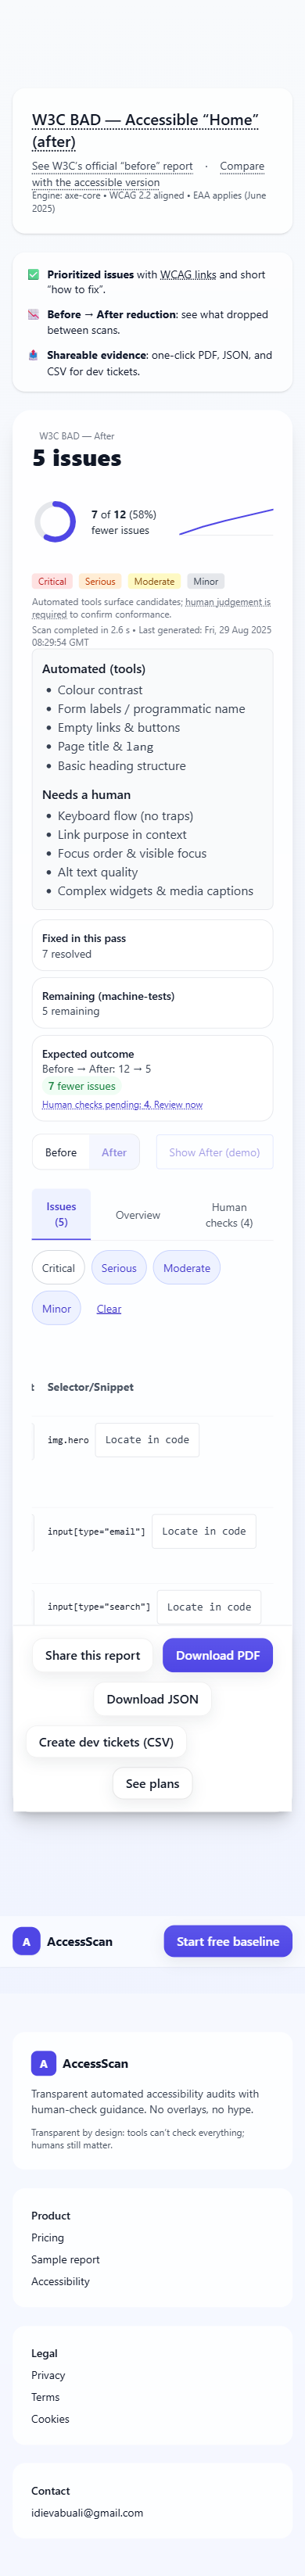 W3C BAD — Accessible “Home”
(after)
See W3C’s official “before” report · Compare
with the accessible version
Engine: axe-core • WCAG 2.2 aligned • EAA applies (June
2025)
Prioritized issues with WCAG links and short
“how to fix”.
Before → After reduction: see what dropped
between scans.
Shareable evidence: one-click PDF, JSON, and
CSV for dev tickets.
W3C BAD — After
5 issues
7 of 12 (58%)
fewer issues
Critical Serious Moderate Minor
Automated tools surface candidates; human judgement is
required to confirm conformance.
Scan completed in 2.6 s • Last generated: Fri, 29 Aug 2025
08:29:54 GMT
Automated (tools)
• Colour contrast
• Form labels / programmatic name
• Empty links & buttons
• Page title & lang
• Basic heading structure
Needs a human
• Keyboard flow (no traps)
• Link purpose in context
• Focus order & visible focus
• Alt text quality
• Complex widgets & media captions
Fixed in this pass
7 resolved
Remaining (machine-tests)
5 remaining
Expected outcome
Before → After: 12 → 5
7 fewer issues
Human checks pending: 4. Review now
Before After Show After (demo)
Issues
(5)
Overview
Human
checks (4)
Critical Serious Moderate
Minor Clear
t Selector/Snippet
img.hero Locate in code
input[type="email"] Locate in code
input[type="search"] Locate in code
Share this report Download PDF
Download JSON
Create dev tickets (CSV)
See plans
A AccessScan Start free baseline
A AccessScan
Transparent automated accessibility audits with
human-check guidance. No overlays, no hype.
Transparent by design: tools can’t check everything;
humans still matter.
Product
Pricing
Sample report
Accessibility
Legal
Privacy
Terms
Cookies
Contact
idievabuali@gmail.com